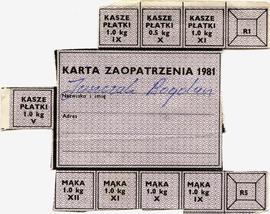 KASZE
PŁATKI
1.0 kg
IX
KASZE
PŁATKI
0.5 kg
X
KASZE
PŁATKI
1.0 kg
XI
R1
KARTA ZAOPATRZENIA 1981
Bogdan
Nazwisko i imię
Adres
KASZE
PŁATKI
1.0 kg
V
MĄKA
1.0 kg
XII
MĄKA
1.0 kg
XI
MĄKA
1.0 kg
X
MĄKA
1.0 kg
IX
R5